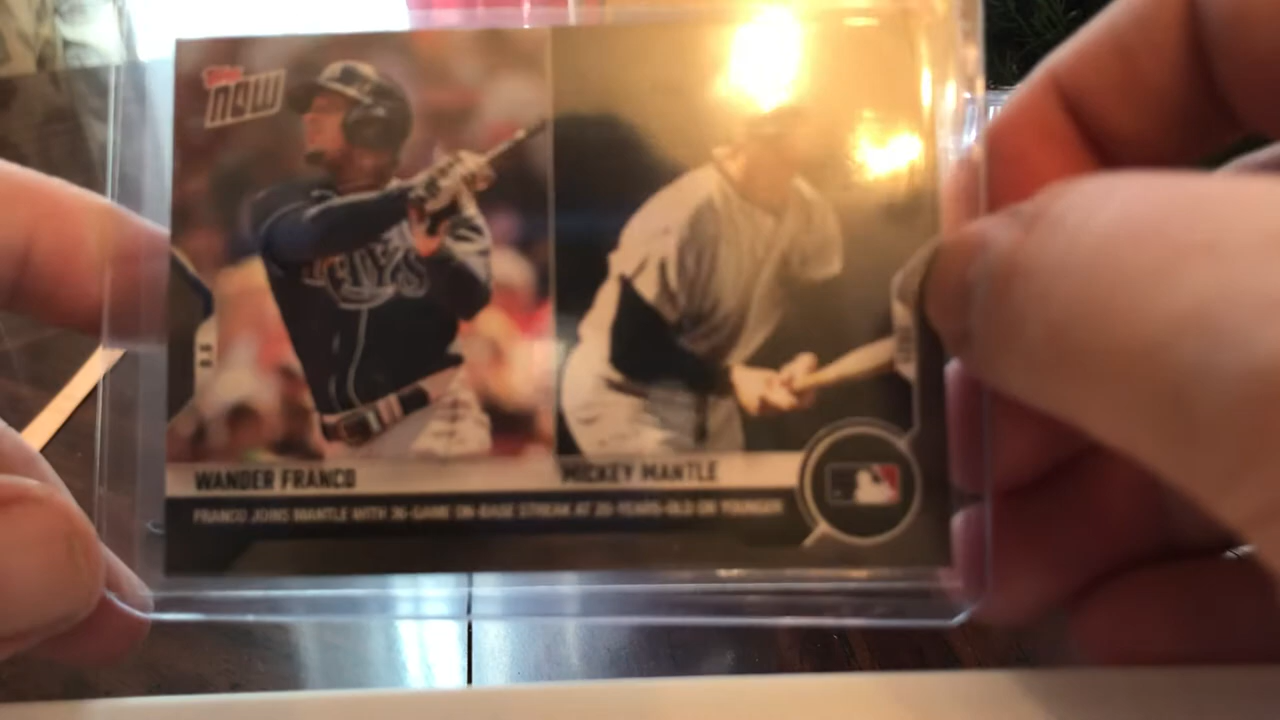 Topps
NOW
RAYS
WANDER FRANCO
MICKEY MANTLE
FRANCO JOINS MANTLE WITH 36-GAME ON-BASE STREAK AT 20-YEARS-OLD OR YOUNGER